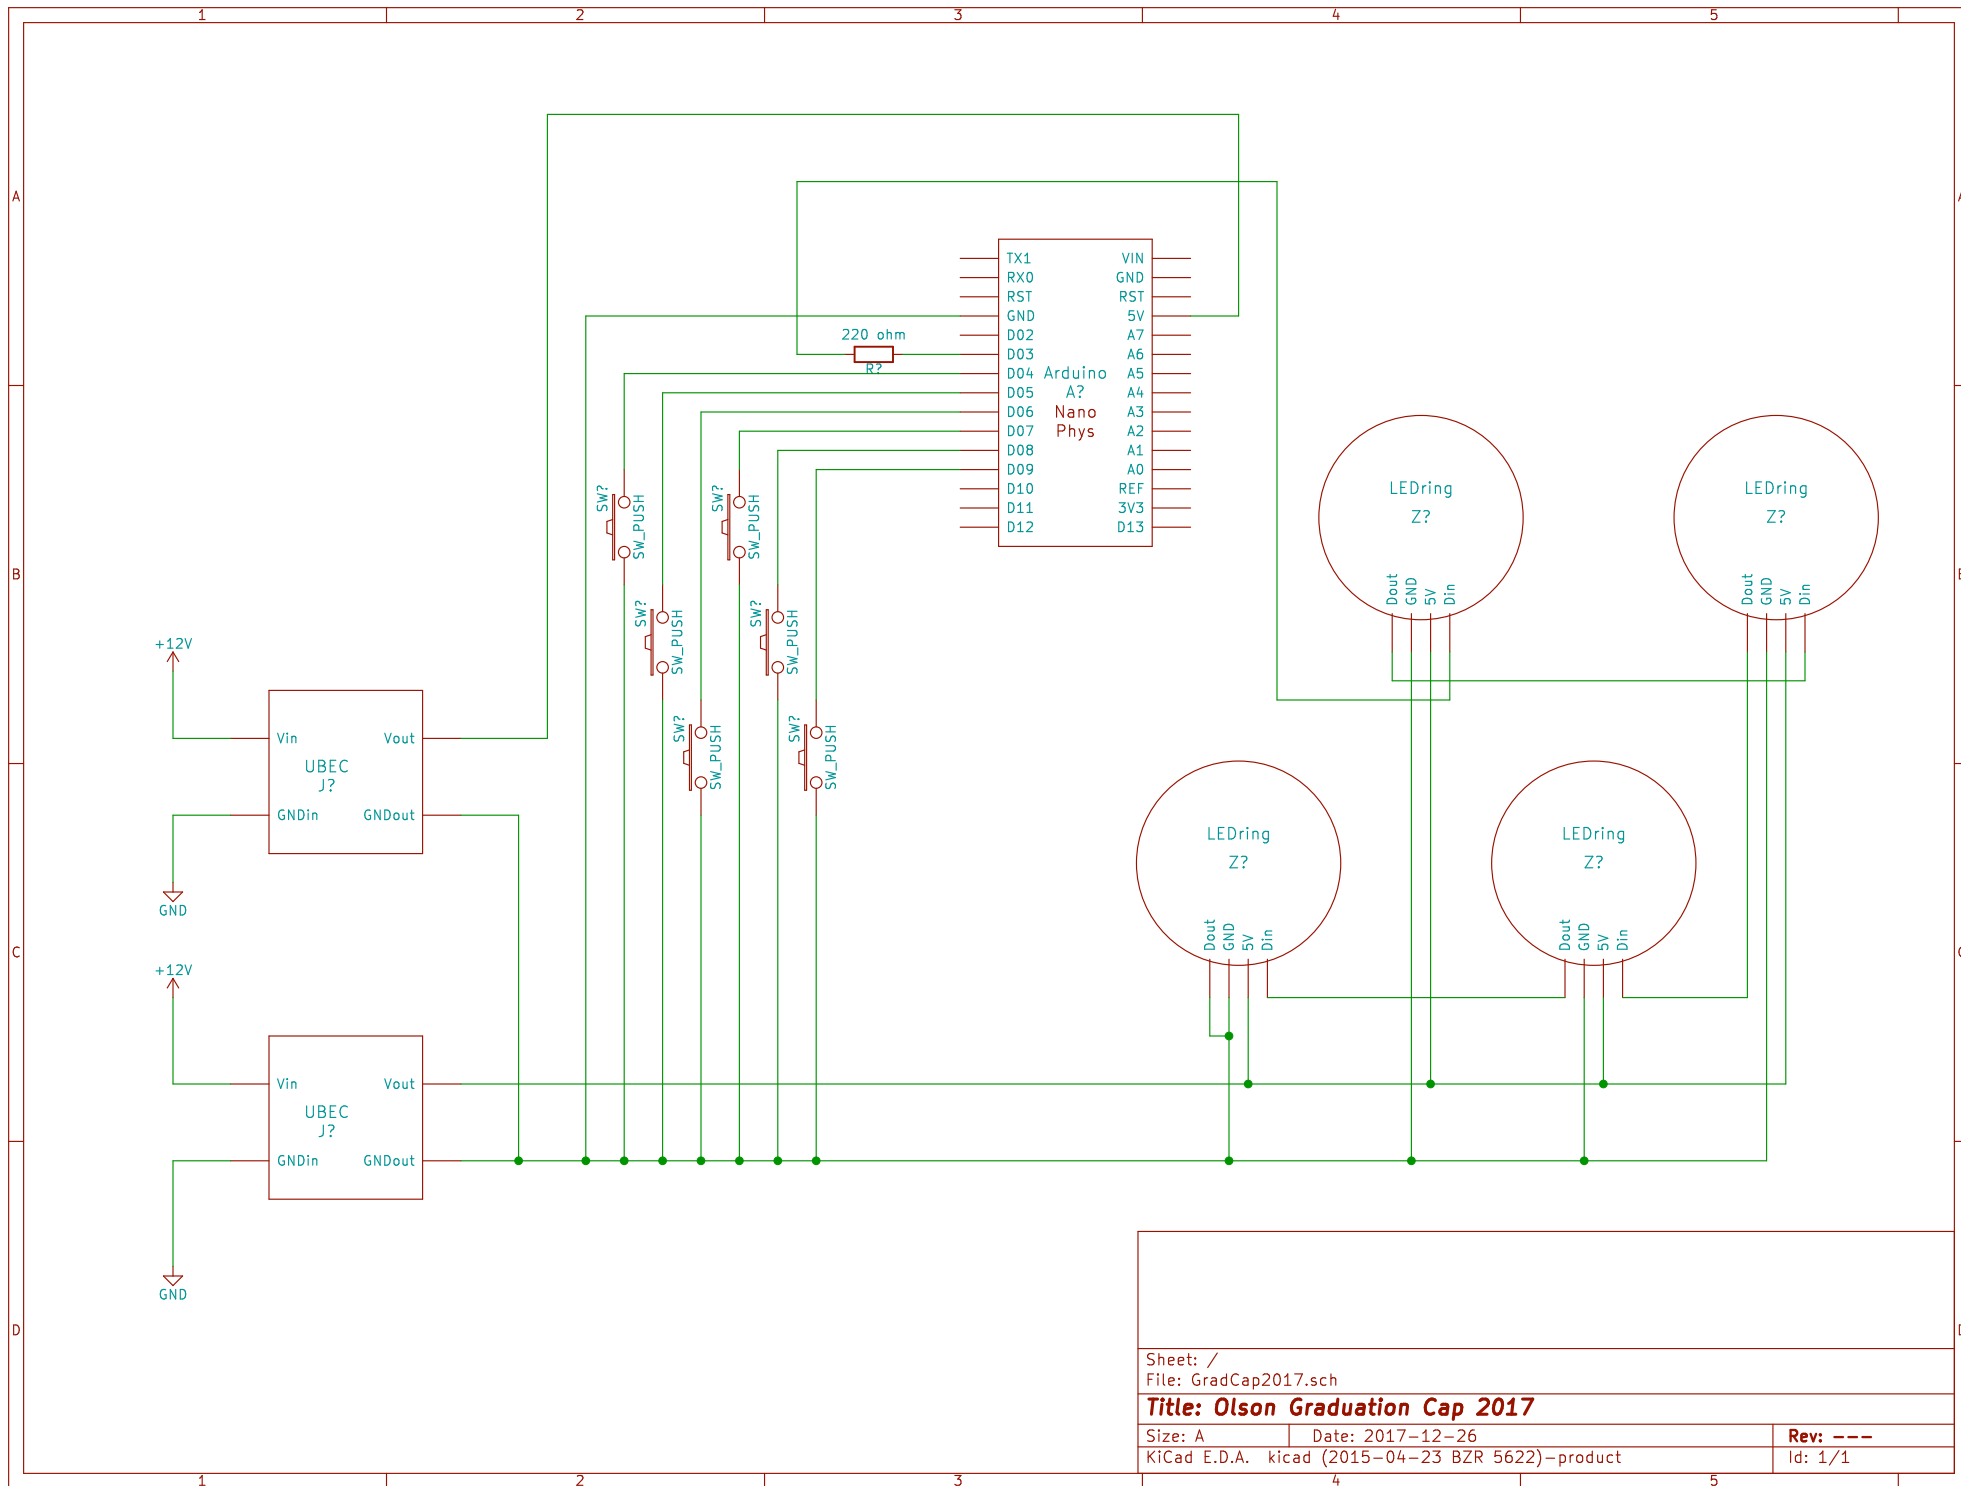 1 2 3 4 5
A
A
TX1 VIN
RX0 GND
RST RST
GND 5V
220 ohm
R?
D02 A7
D03 A6
D04 Arduino A5
D05 A? A4
D06 Nano A3
D07 Phys A2
D08 A1
D09 A0
D10 REF
D11 3V3
D12 D13
SW? SW_PUSH
SW? SW_PUSH
SW? SW_PUSH
SW? SW_PUSH
SW? SW_PUSH
SW? SW_PUSH
LEDring
Z?
Dout GND 5V Din
LEDring
Z?
Dout GND 5V Din
B
+12V
Vin Vout
UBEC
J?
GNDin GNDout
GND
LEDring
Z?
Dout GND 5V Din
LEDring
Z?
Dout GND 5V Din
C
+12V
Vin Vout
UBEC
J?
GNDin GNDout
GND
D
Sheet: /
File: GradCap2017.sch
Title: Olson Graduation Cap 2017
Size: A Date: 2017-12-26 Rev: ---
KiCad E.D.A. kicad (2015-04-23 BZR 5622)-product Id: 1/1
1 2 3 4 5